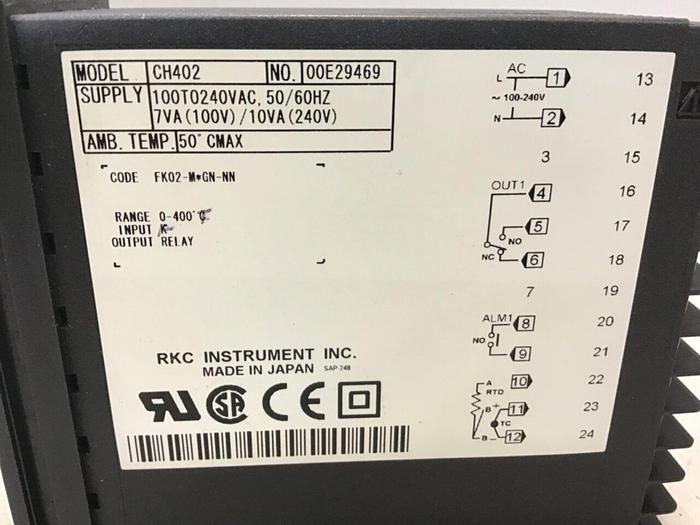 MODEL CH402 NO. 00E29469
SUPPLY 100TO240VAC, 50/60HZ
7VA (100V) /10VA (240V)
AMB. TEMP. 50°CMAX
CODE FK02-M*GN-NN
RANGE 0-400°C
INPUT K
OUTPUT RELAY
RKC INSTRUMENT INC.
MADE IN JAPAN SAP-24B
L AC 1 13
~ 100-240V
N 2 14
3 15
OUT1 4 16
5 17
NO
NC 6 18
7 19
ALM1 8 20
NO
9 21
A 10 22
RTD
B + 11 23
TC
B - 12 24